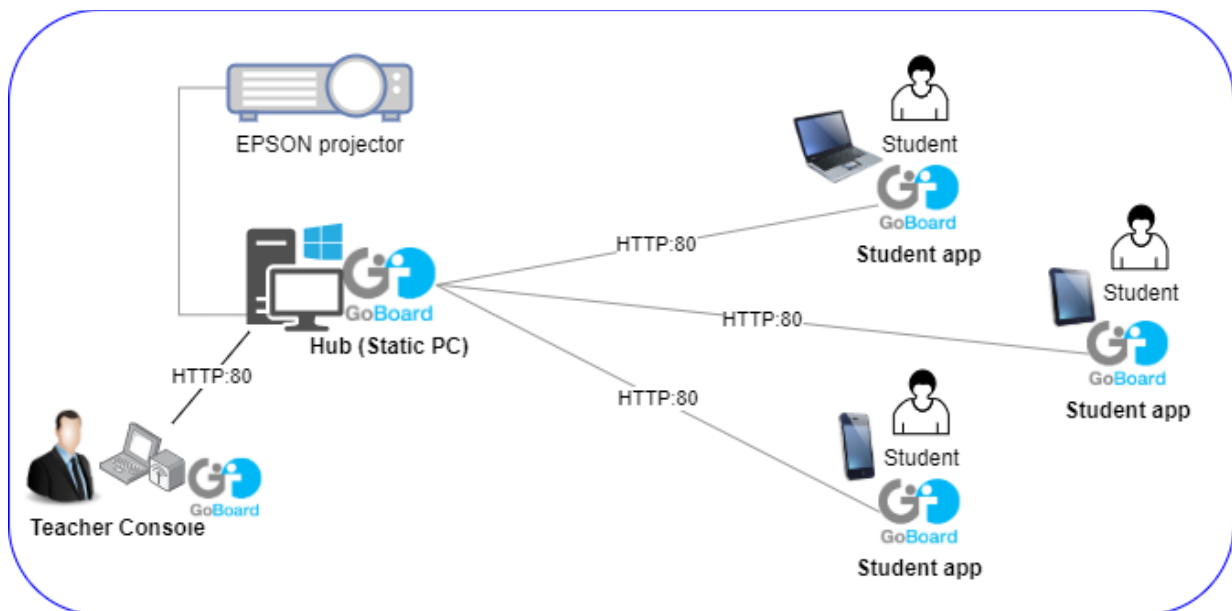 EPSON projector
Student
GoBoard
Student app
HTTP:80
GoBoard
Hub (Static PC)
Student
HTTP:80
GoBoard
Student app
HTTP:80
HTTP:80
Student
GoBoard
Teacher Console
GoBoard
Student app